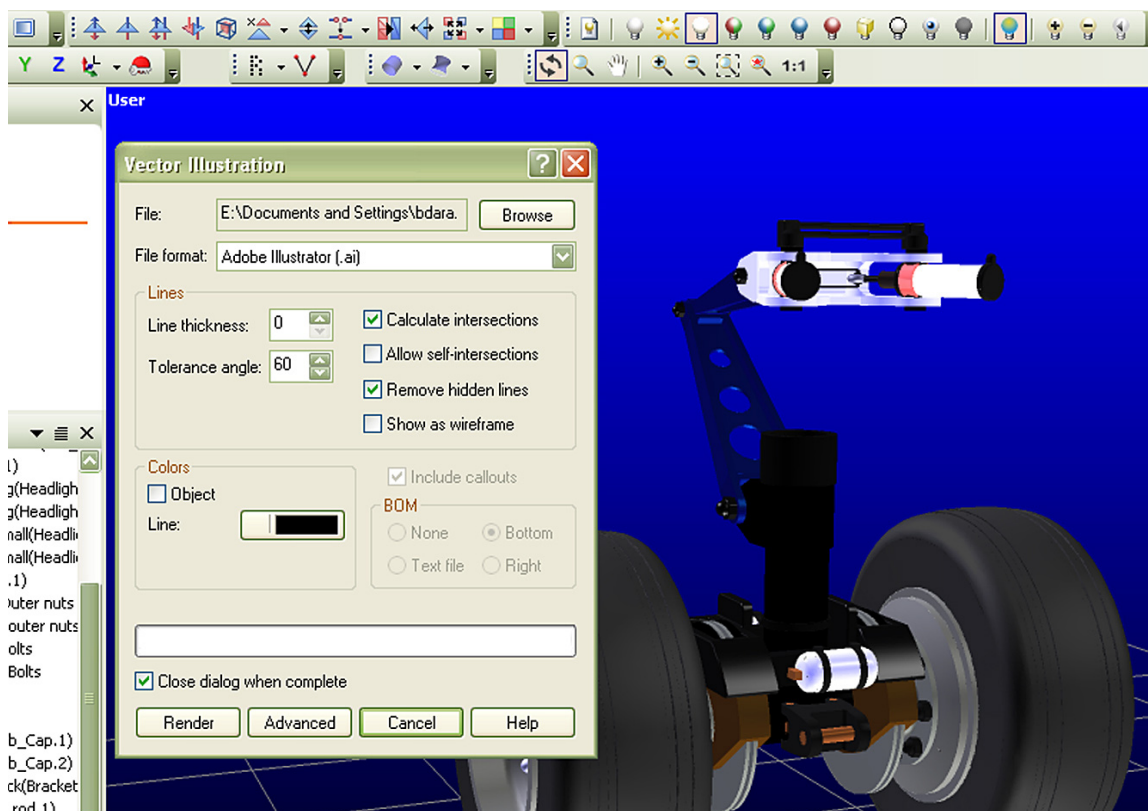 Y Z
1:1
User
Vector Illustration
File: E:\Documents and Settings\bdara. Browse
File format: Adobe Illustrator (.ai)
Lines
Line thickness: 0 Calculate intersections
Allow self-intersections
Tolerance angle: 60
Remove hidden lines
Show as wireframe
Colors
Object
Line:
Include callouts
BOM
None Bottom
Text file Right
Close dialog when complete
Render Advanced Cancel Help
1)
g(Headligh
g(Headligh
nall(Headli
nall(Headli
.1)
outer nuts
olts
Bolts
b_Cap.1)
b_Cap.2)
ck(Bracket
rod.1)